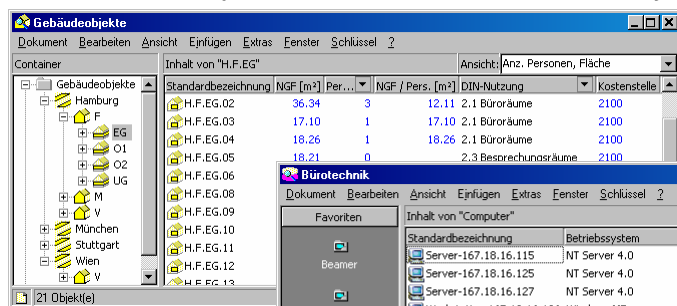 Gebäudeobjekte
Dokument Bearbeiten Ansicht Einfügen Extras Fenster Schlüssel ?
Container
Inhalt von "H.F.EG"
Ansicht: Anz. Personen, Fläche
Gebäudeobjekte
Hamburg
F
EG
O1
O2
UG
M
V
München
Stuttgart
Wien
V
Standardbezeichnung NGF [m²] Per... NGF / Pers. [m²] DIN-Nutzung Kostenstelle
H.F.EG.02 36.34 3 12.11 2.1 Büroräume 2100
H.F.EG.03 17.10 1 17.10 2.1 Büroräume 2100
H.F.EG.04 18.26 1 18.26 2.1 Büroräume 2100
H.F.EG.05 18.21 0 2.3 Besprechungsräume 2100
H.F.EG.06
H.F.EG.08
H.F.EG.09
H.F.EG.10
H.F.EG.11
H.F.EG.12
H.F.EG.13
21 Objekt(e)
Bürotechnik
Dokument Bearbeiten Ansicht Einfügen Extras Fenster Schlüssel ?
Favoriten
Beamer
Inhalt von "Computer"
Standardbezeichnung Betriebssystem
Server-167.18.16.115 NT Server 4.0
Server-167.18.16.125 NT Server 4.0
Server-167.18.16.127 NT Server 4.0